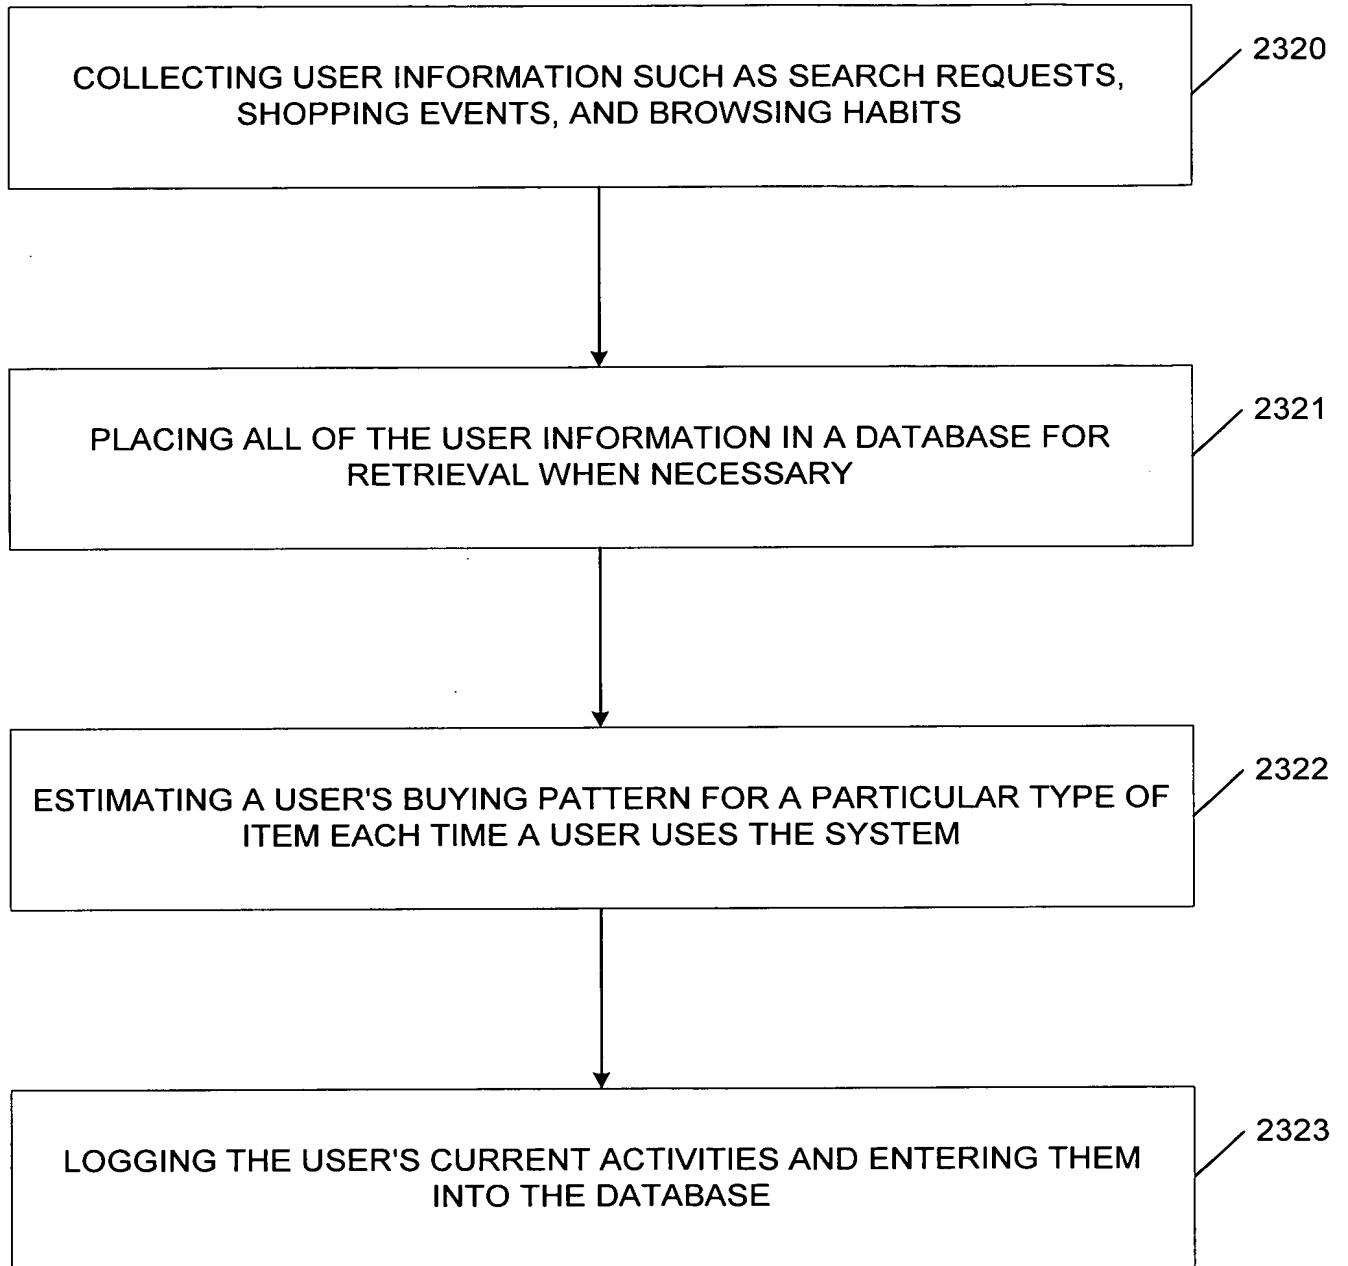 COLLECTING USER INFORMATION SUCH AS SEARCH REQUESTS,
SHOPPING EVENTS, AND BROWSING HABITS
2320
PLACING ALL OF THE USER INFORMATION IN A DATABASE FOR
RETRIEVAL WHEN NECESSARY
2321
ESTIMATING A USER'S BUYING PATTERN FOR A PARTICULAR TYPE OF
ITEM EACH TIME A USER USES THE SYSTEM
2322
LOGGING THE USER'S CURRENT ACTIVITIES AND ENTERING THEM
INTO THE DATABASE
2323